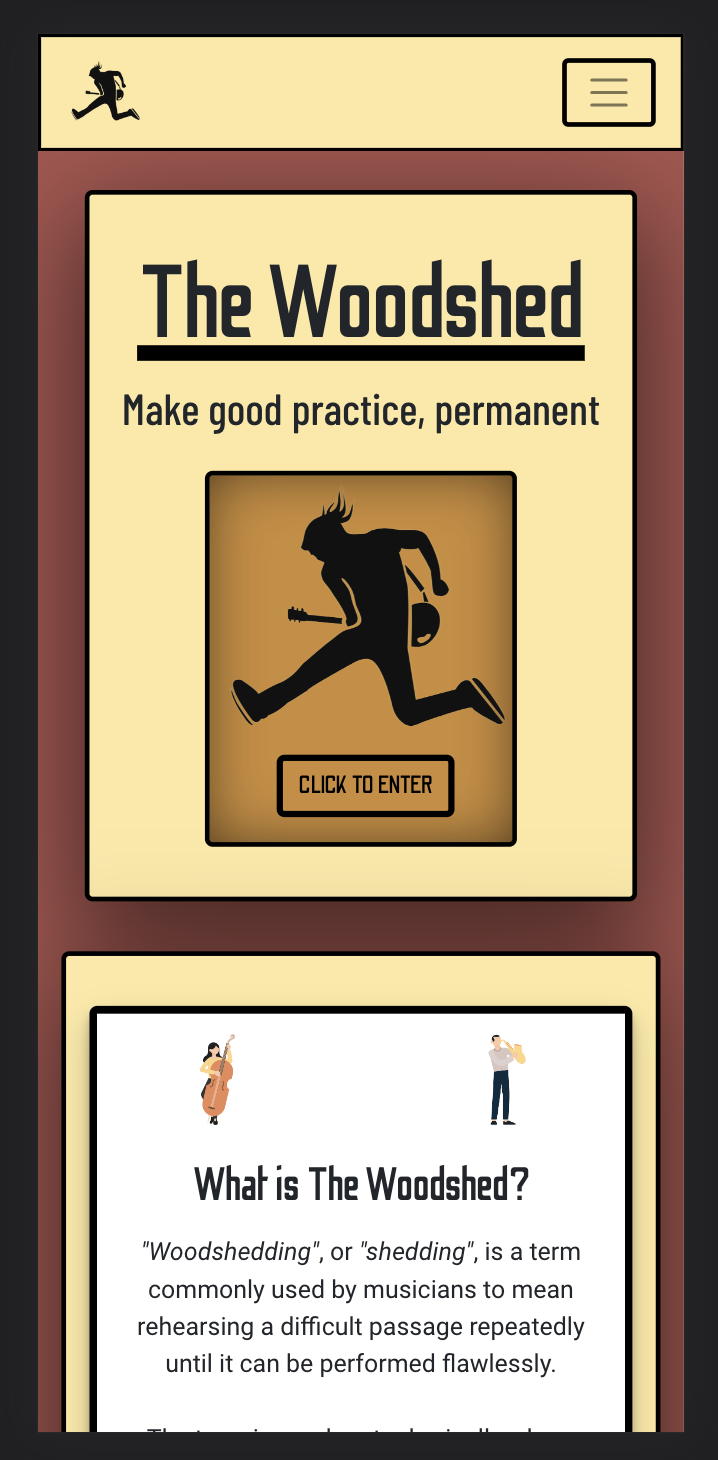 The Woodshed
Make good practice, permanent
CLICK TO ENTER
What is The Woodshed?
"Woodshedding", or "shedding", is a term
commonly used by musicians to mean
rehearsing a difficult passage repeatedly
until it can be performed flawlessly.